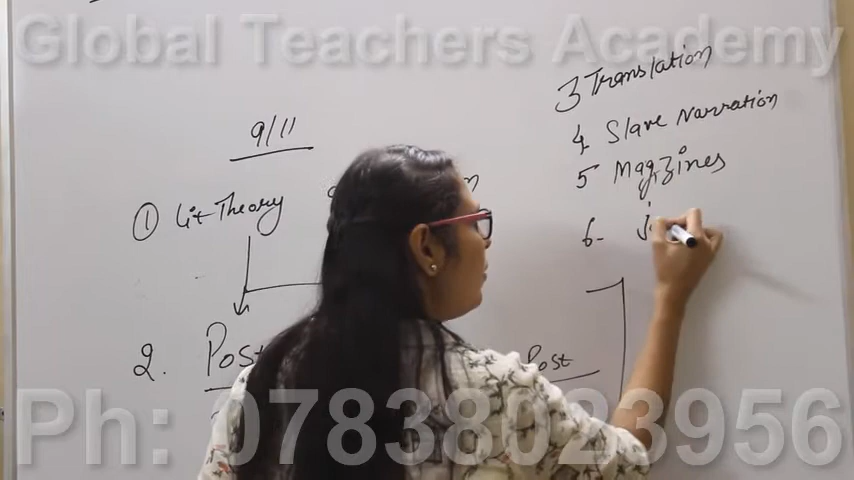 Global Teachers Academy
3 Translation
9/11
4 Slave Narration
5 Magzines
① Lit Theory
6-
2. Post
Post
Ph: 07838023956